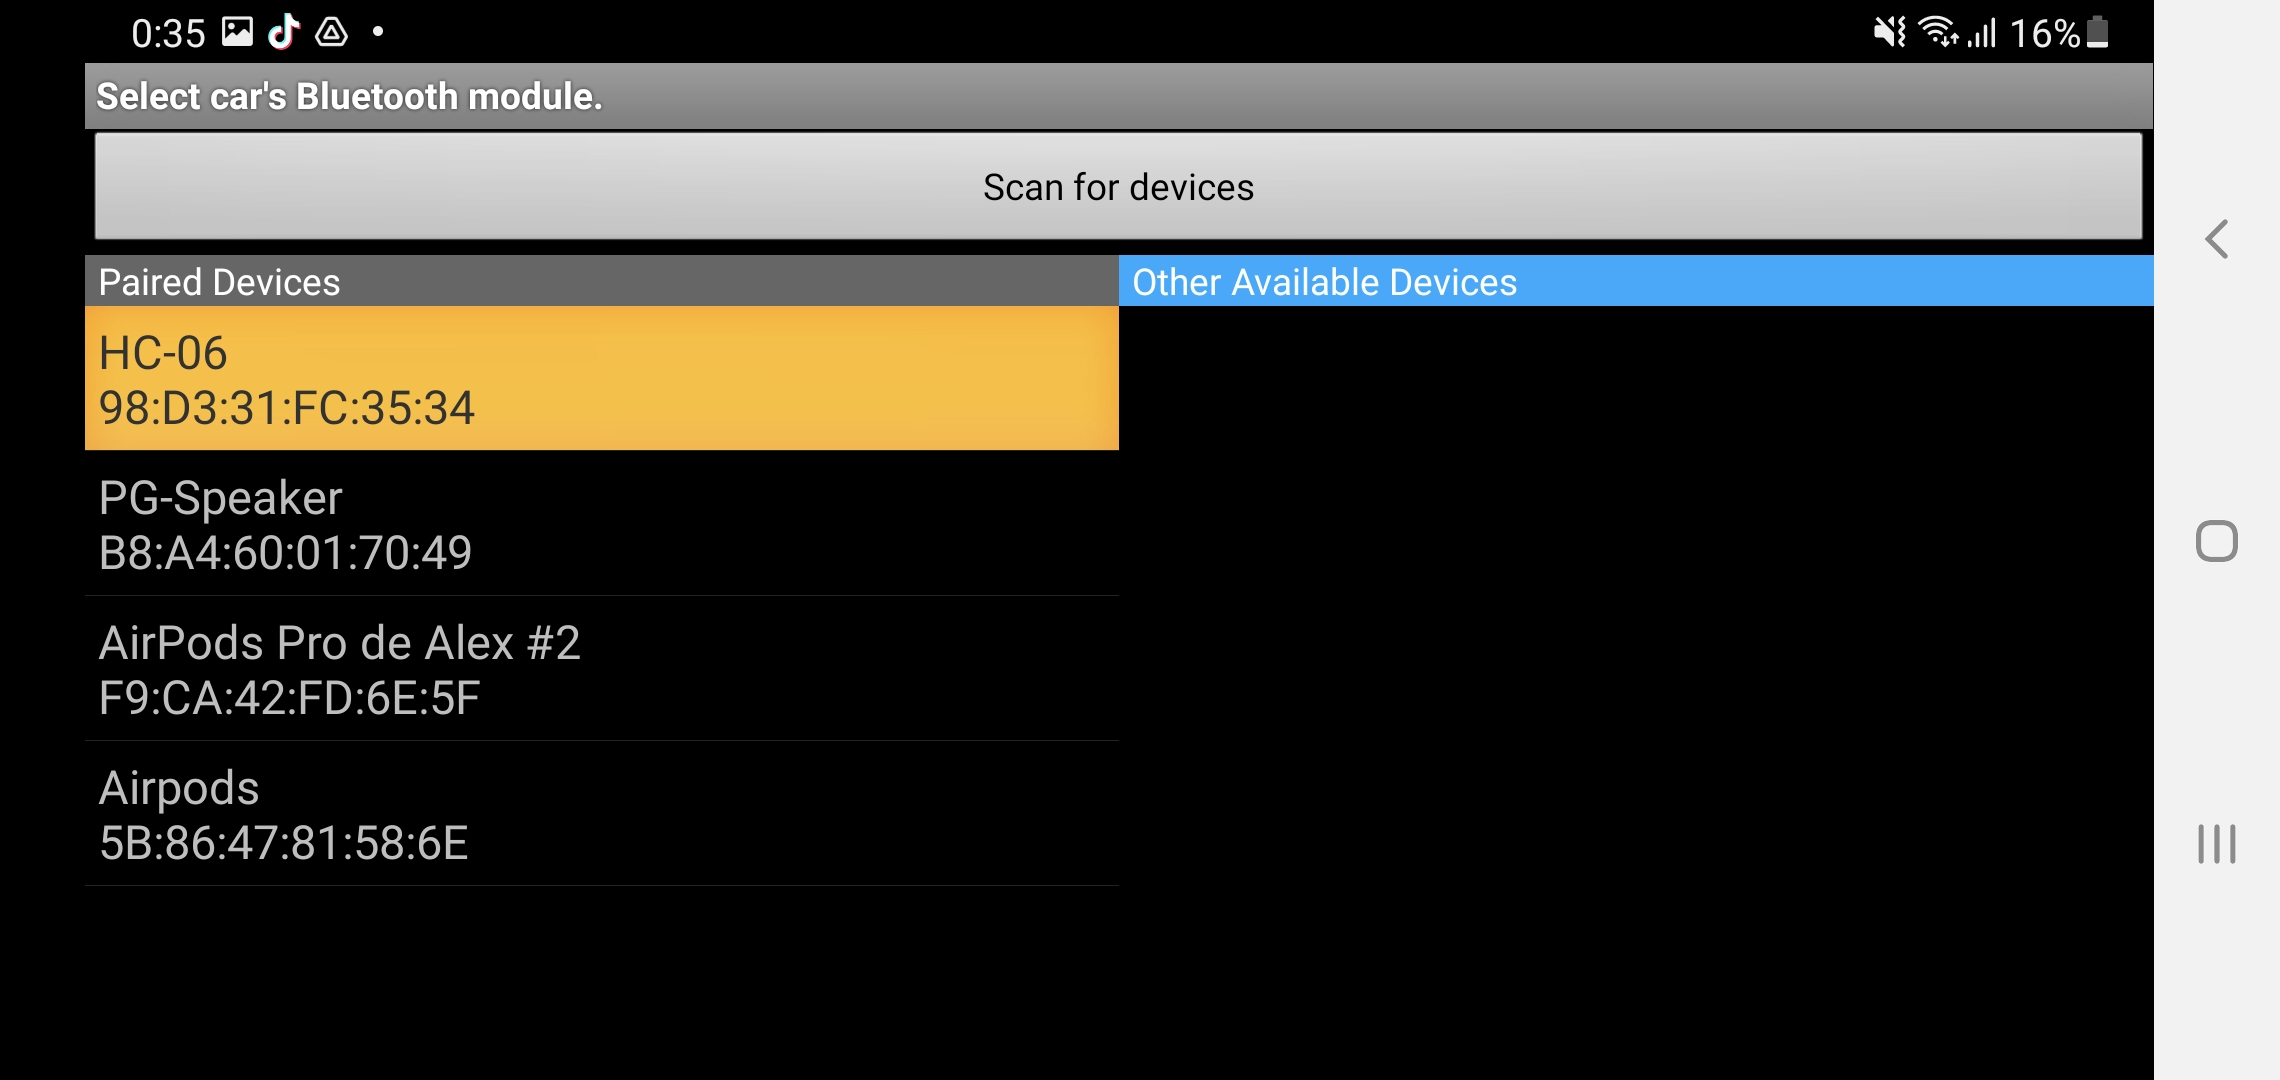 0:35
16%
Select car's Bluetooth module.
Scan for devices
Paired Devices
HC-06
98:D3:31:FC:35:34
PG-Speaker
B8:A4:60:01:70:49
AirPods Pro de Alex #2
F9:CA:42:FD:6E:5F
Airpods
5B:86:47:81:58:6E
Other Available Devices